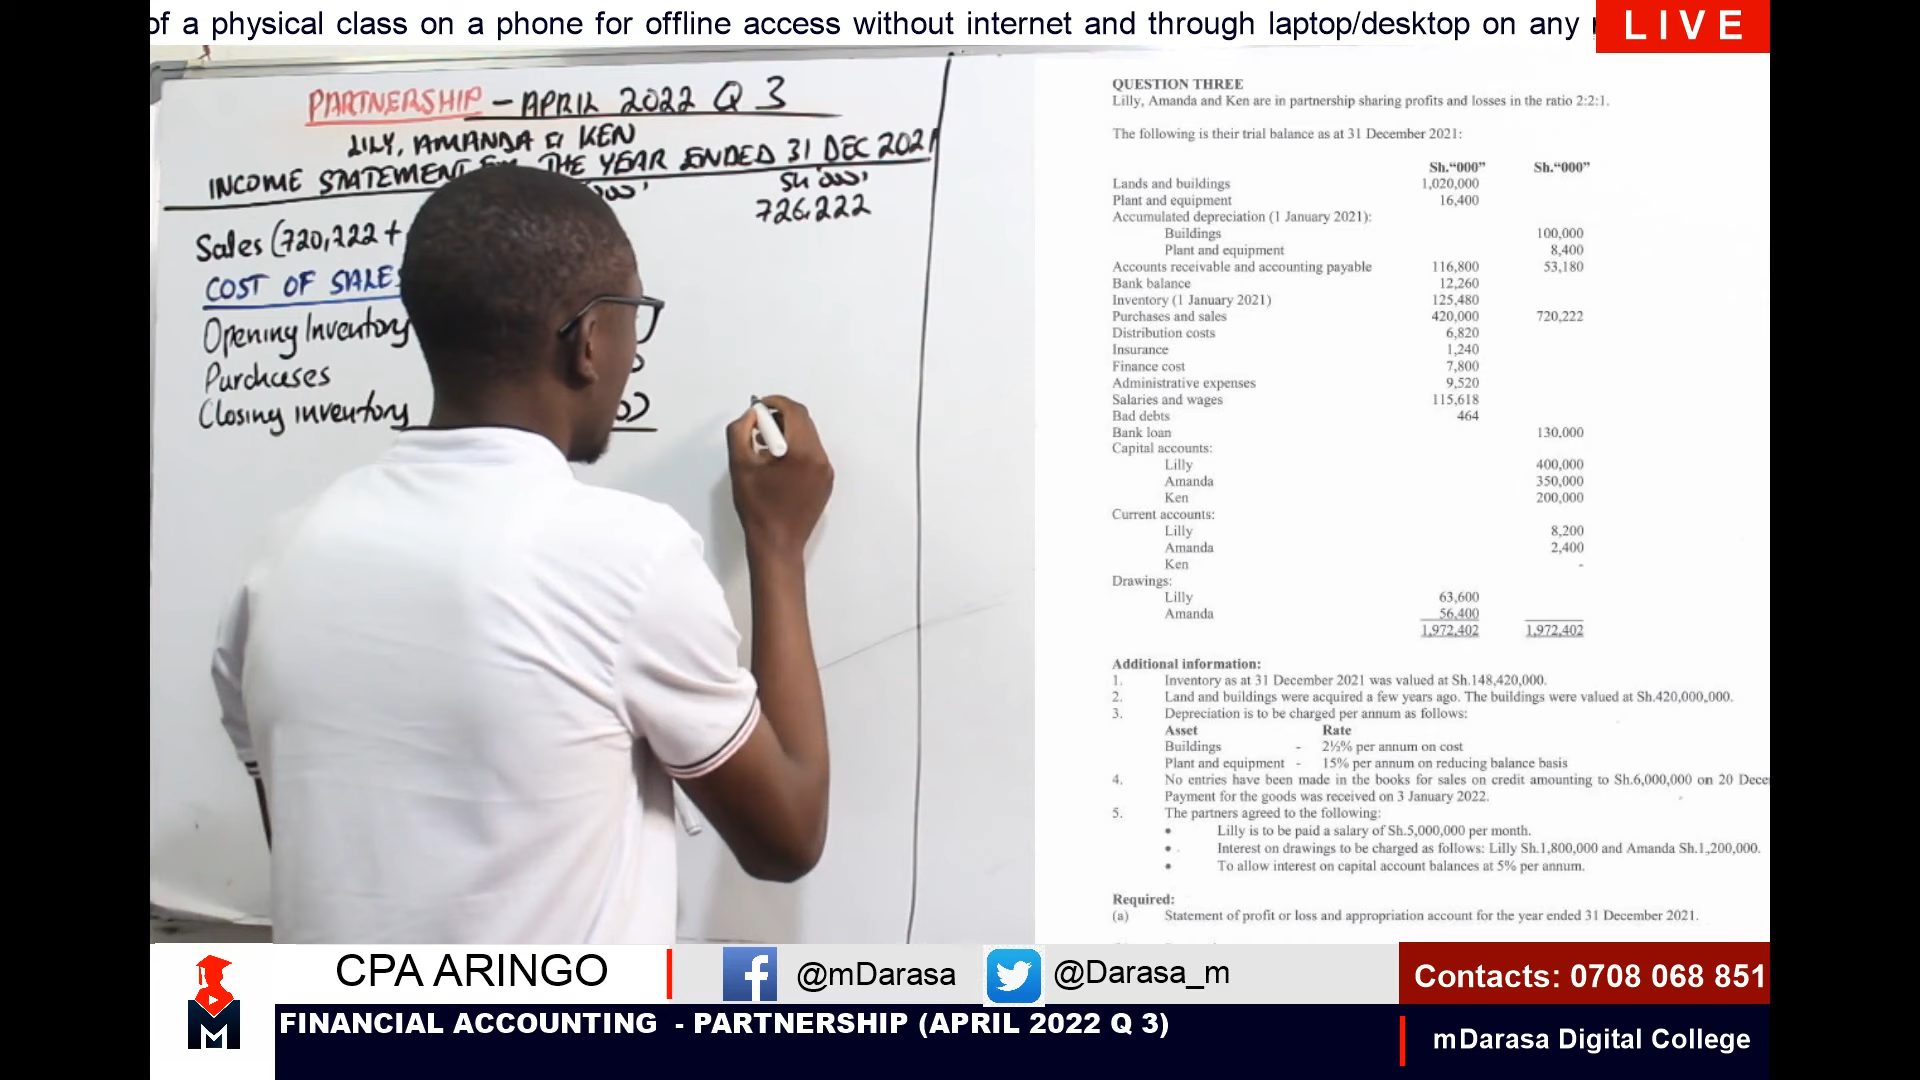 of a physical class on a phone for offline access without internet and through laptop/desktop on any
LIVE
PARTNERSHIP - APRIL 2022 Q 3
LILY, AMANDA & KEN
INCOME STATEMENT THE YEAR ENDED 31 DEC 2021
Sh '000'
Sales (720,222 + 726,222
COST OF SALES
Opening Inventory
Purchases
Closing inventory
QUESTION THREE
Lilly, Amanda and Ken are in partnership sharing profits and losses in the ratio 2:2:1.
The following is their trial balance as at 31 December 2021:
Sh."000" Sh."000"
Lands and buildings 1,020,000
Plant and equipment 16,400
Accumulated depreciation (1 January 2021):
Buildings 100,000
Plant and equipment 8,400
Accounts receivable and accounting payable 116,800 53,180
Bank balance 12,260
Inventory (1 January 2021) 125,480
Purchases and sales 420,000 720,222
Distribution costs 6,820
Insurance 1,240
Finance cost 7,800
Administrative expenses 9,520
Salaries and wages 115,618
Bad debts 464
Bank loan 130,000
Capital accounts:
Lilly 400,000
Amanda 350,000
Ken 200,000
Current accounts:
Lilly 8,200
Amanda 2,400
Ken -
Drawings:
Lilly 63,600
Amanda 56,400
1,972,402 1,972,402
Additional information:
1. Inventory as at 31 December 2021 was valued at Sh.148,420,000.
2. Land and buildings were acquired a few years ago. The buildings were valued at Sh.420,000,000.
3. Depreciation is to be charged per annum as follows:
Asset Rate
Buildings - 2½% per annum on cost
Plant and equipment - 15% per annum on reducing balance basis
4. No entries have been made in the books for sales on credit amounting to Sh.6,000,000 on 20 Dece
Payment for the goods was received on 3 January 2022.
5. The partners agreed to the following:
• Lilly is to be paid a salary of Sh.5,000,000 per month.
• Interest on drawings to be charged as follows: Lilly Sh.1,800,000 and Amanda Sh.1,200,000.
• To allow interest on capital account balances at 5% per annum.
Required:
(a) Statement of profit or loss and appropriation account for the year ended 31 December 2021.
CPA ARINGO
@mDarasa
@Darasa_m
Contacts: 0708 068 851
M
FINANCIAL ACCOUNTING - PARTNERSHIP (APRIL 2022 Q 3)
mDarasa Digital College